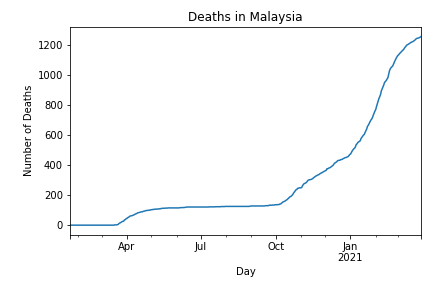 Deaths in Malaysia
Number of Deaths
1200
1000
800
600
400
200
0
Apr
Jul
Oct
Jan
2021
Day